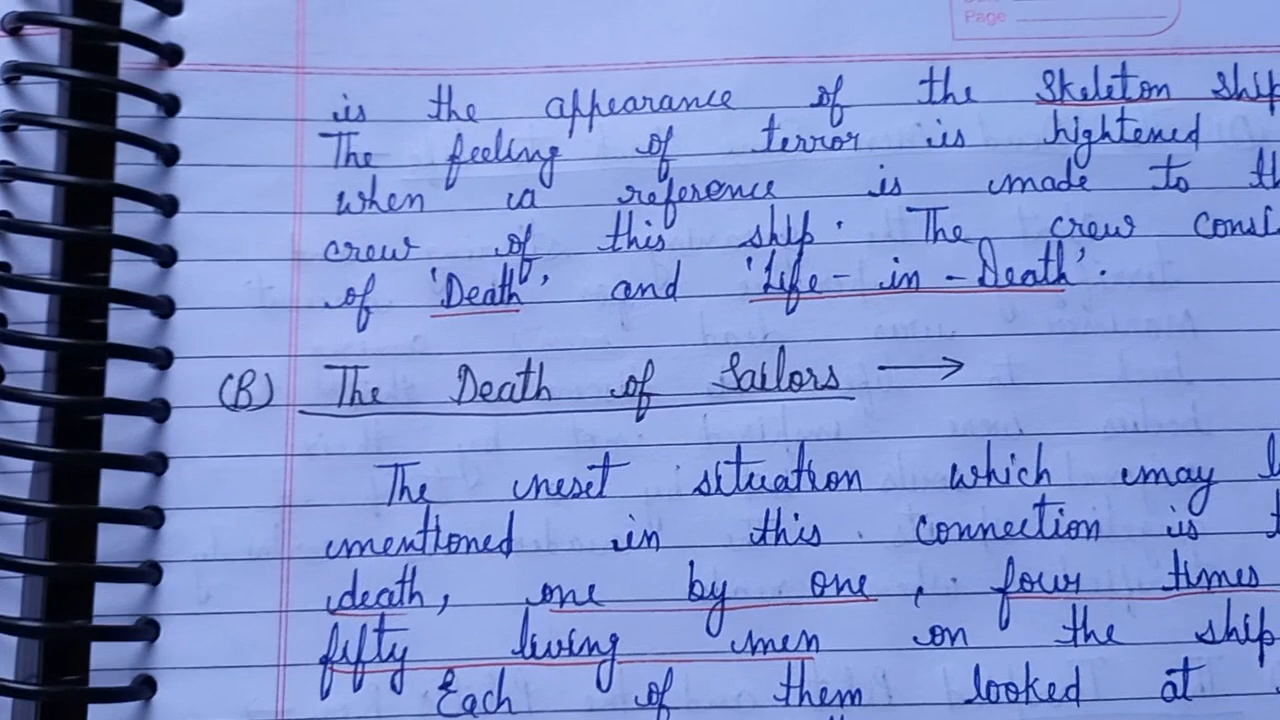 Page
is the appearance of the Skeleton ship
The feeling of terror is hightened
when a reference is made to th
crew of this ship. The crew consi
of 'Death' and 'Life-in-Death'.
(B) The Death of Sailors →
The nesct situation which may b
mentioned in this connection is t
death, one by one, four times
fifty living men on the ship
Each of them looked at